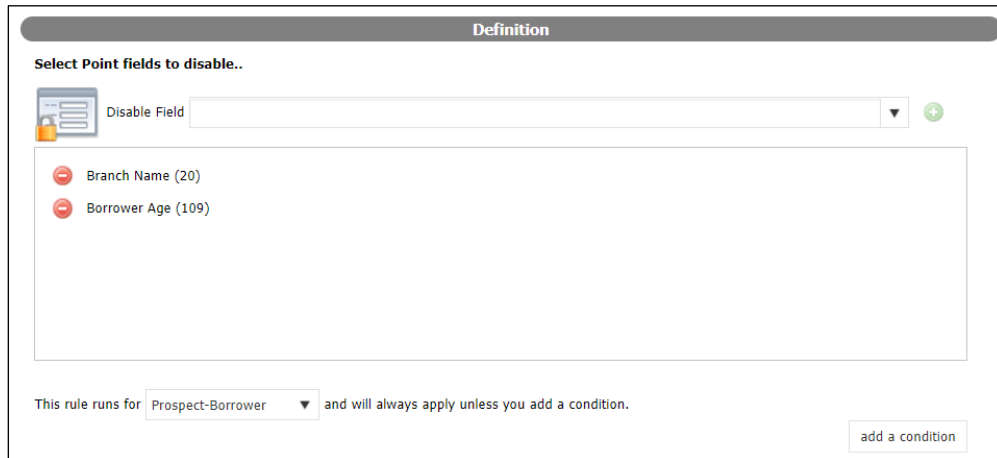 Definition
Select Point fields to disable..
Disable Field
Branch Name (20)
Borrower Age (109)
This rule runs for Prospect-Borrower and will always apply unless you add a condition.
add a condition